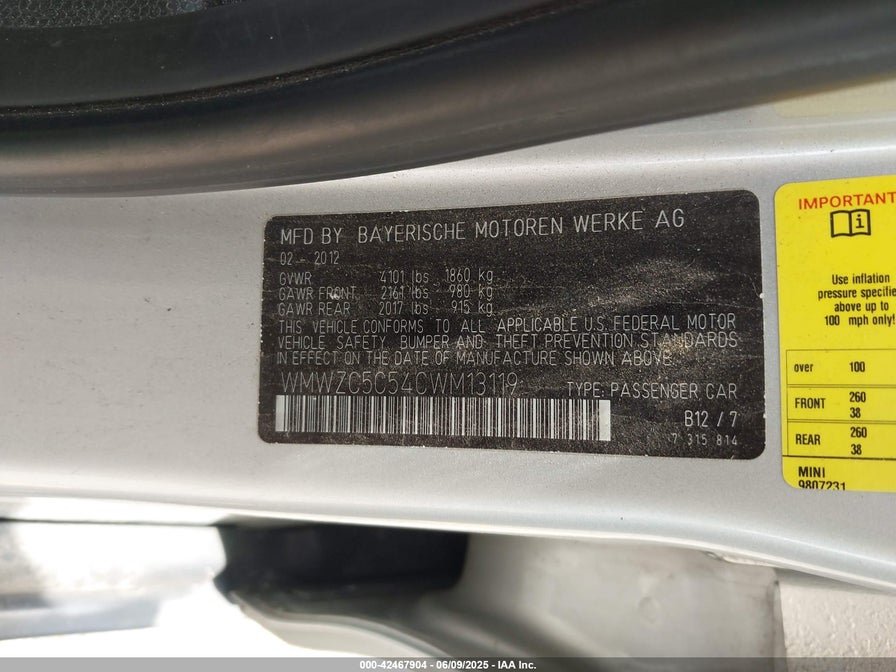 MFD BY BAYERISCHE MOTOREN WERKE AG
02 - 2012
GVWR 4101 lbs 1860 kg
GAWR FRONT 2161 lbs 980 kg
GAWR REAR 2017 lbs 915 kg
THIS VEHICLE CONFORMS TO ALL APPLICABLE U.S. FEDERAL MOTOR
VEHICLE SAFETY, BUMPER AND THEFT PREVENTION STANDARDS
IN EFFECT ON THE DATE OF MANUFACTURE SHOWN ABOVE.
WMWZC5C54CWM13119 TYPE: PASSENGER CAR
B12 / 7
7 315 814
IMPORTANT
Use inflation
pressure specifie
above up to
100 mph only!
over 100
FRONT 260
38
REAR 260
38
MINI
9807231
000-42467904 | 06/09/2025 - IAA Inc.